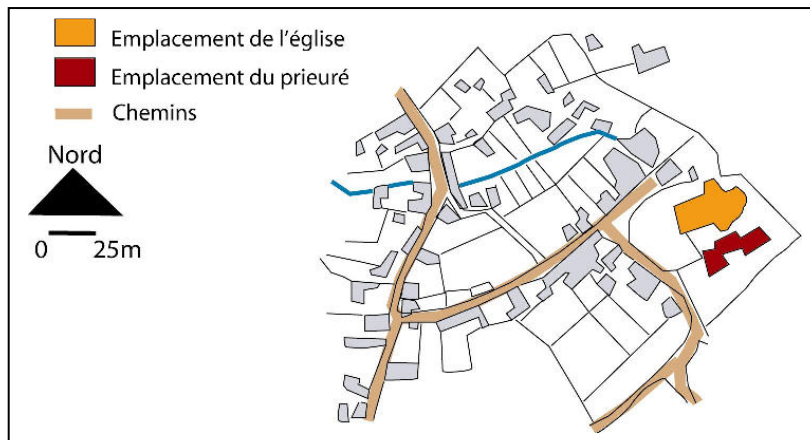 Emplacement de l'église
Emplacement du prieuré
Chemins
Nord
0 25m